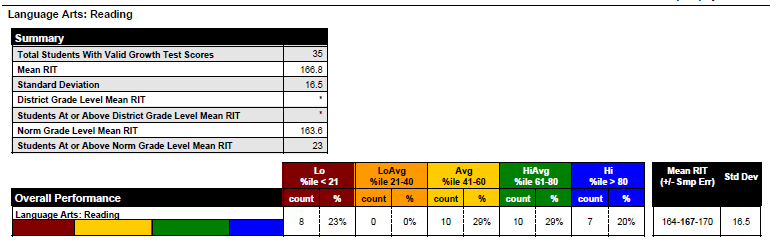 Language Arts: Reading
Summary
Total Students With Valid Growth Test Scores 35
Mean RIT 166.8
Standard Deviation 16.5
District Grade Level Mean RIT *
Students At or Above District Grade Level Mean RIT *
Norm Grade Level Mean RIT 163.6
Students At or Above Norm Grade Level Mean RIT 23
Lo LoAvg Avg HiAvg Hi Mean RIT
%ile < 21 %ile 21-40 %ile 41-60 %ile 61-80 %ile > 80 (+/- Smp Err) Std Dev
Overall Performance count % count % count % count % count %
Language Arts: Reading
8 23% 0 0% 10 29% 10 29% 7 20% 164-167-170 16.5